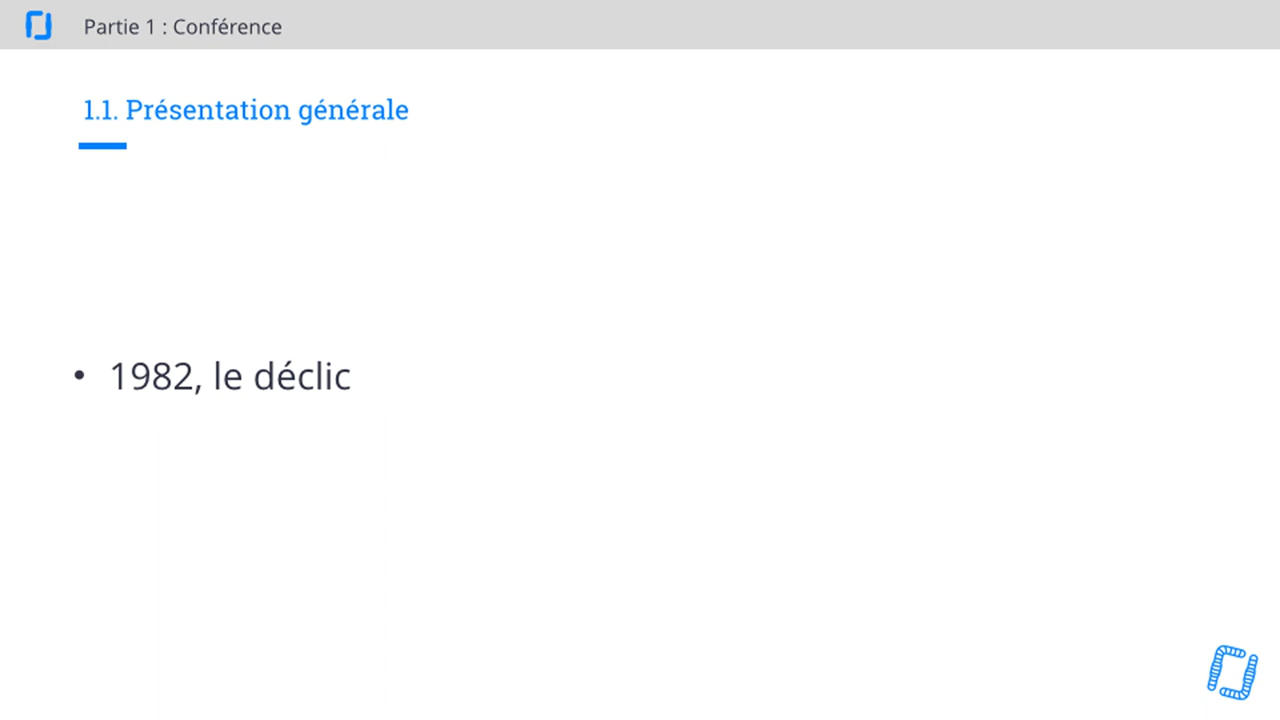 Partie 1 : Conférence
1.1. Présentation générale
• 1982, le déclic